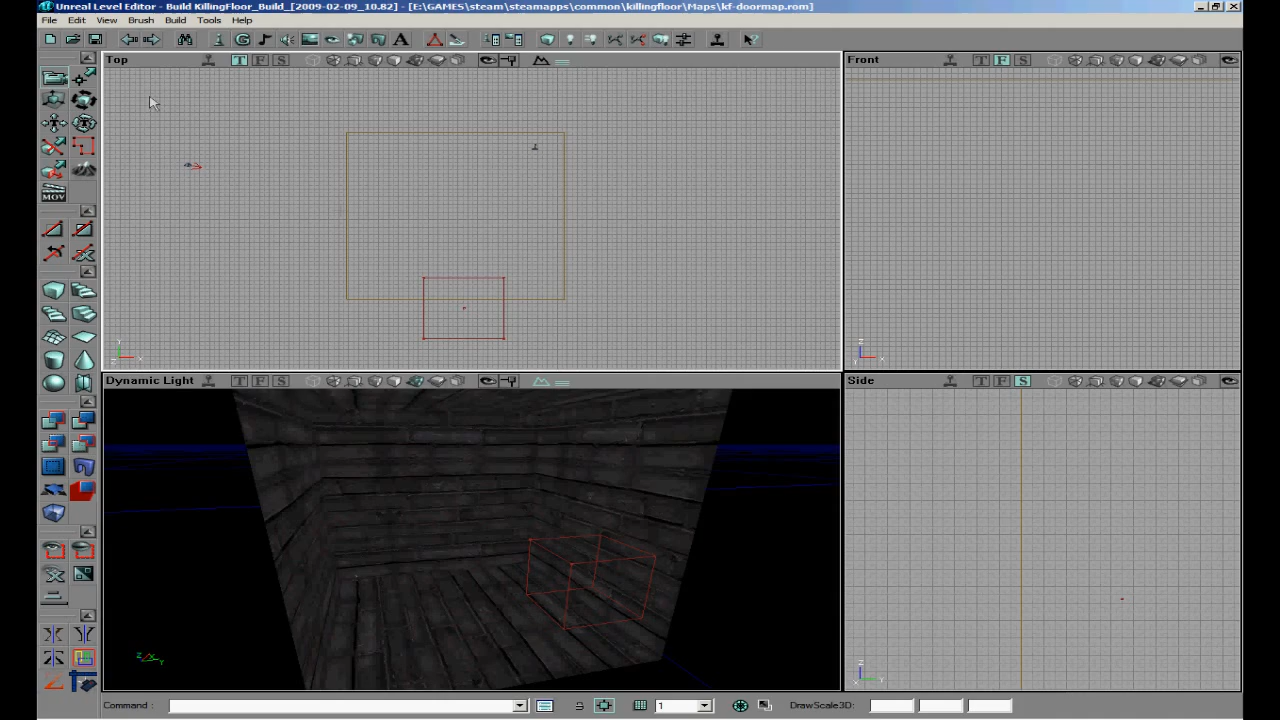 Unreal Level Editor - Build KillingFloor_Build_[2009-02-09_10.82] - [E:\GAMES\steam\steamapps\common\killingfloor\Maps\kf-doormap.rom]
File Edit View Brush Build Tools Help
Top T F S
Front T F S
MOV
Dynamic Light T F S
Side T F S
Command :
1
DrawScale3D: